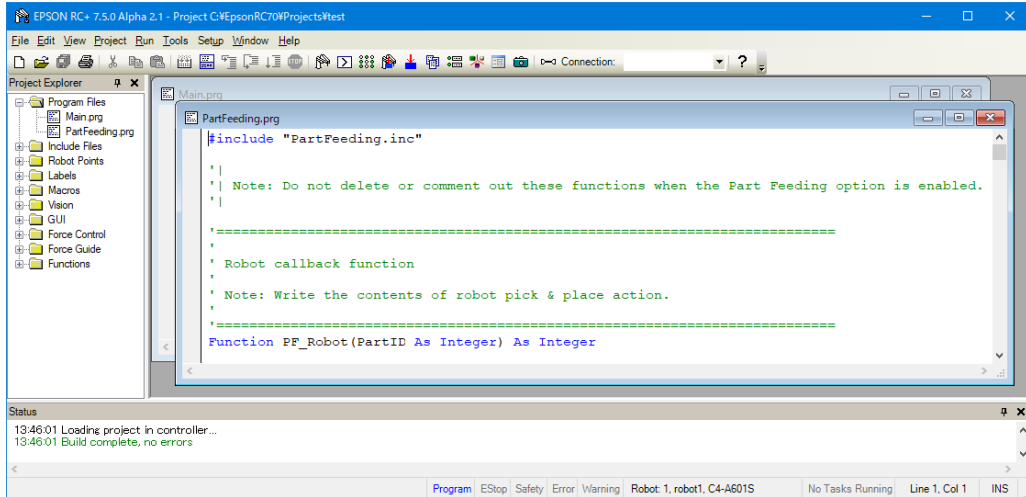 EPSON RC+ 7.5.0 Alpha 2.1 - Project C:¥EpsonRC70¥Projects¥test
File Edit View Project Run Tools Setup Window Help
Connection:
Project Explorer
Program Files
Main.prg
PartFeeding.prg
Include Files
Robot Points
Labels
Macros
Vision
GUI
Force Control
Force Guide
Functions
Main.prg
PartFeeding.prg
#include "PartFeeding.inc"
'|
'| Note: Do not delete or comment out these functions when the Part Feeding option is enabled.
'|
'===========================================================================
'
' Robot callback function
'
' Note: Write the contents of robot pick & place action.
'
'===========================================================================
Function PF_Robot(PartID As Integer) As Integer
Status
13:46:01 Loading project in controller...
13:46:01 Build complete, no errors
Program EStop Safety Error Warning Robot: 1, robot1, C4-A601S No Tasks Running Line 1, Col 1 INS